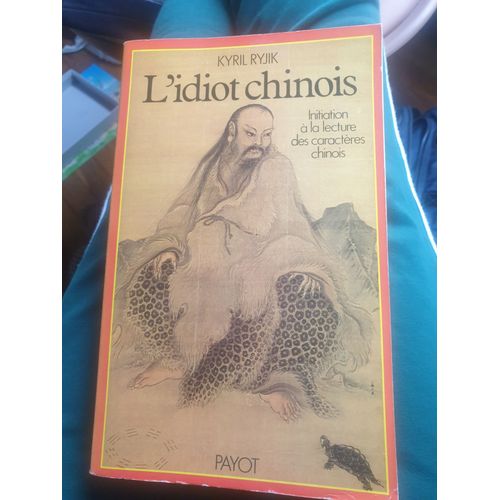 KYRIL RYJIK
L'idiot chinois
Initiation
à la lecture
des caractères
chinois
PAYOT